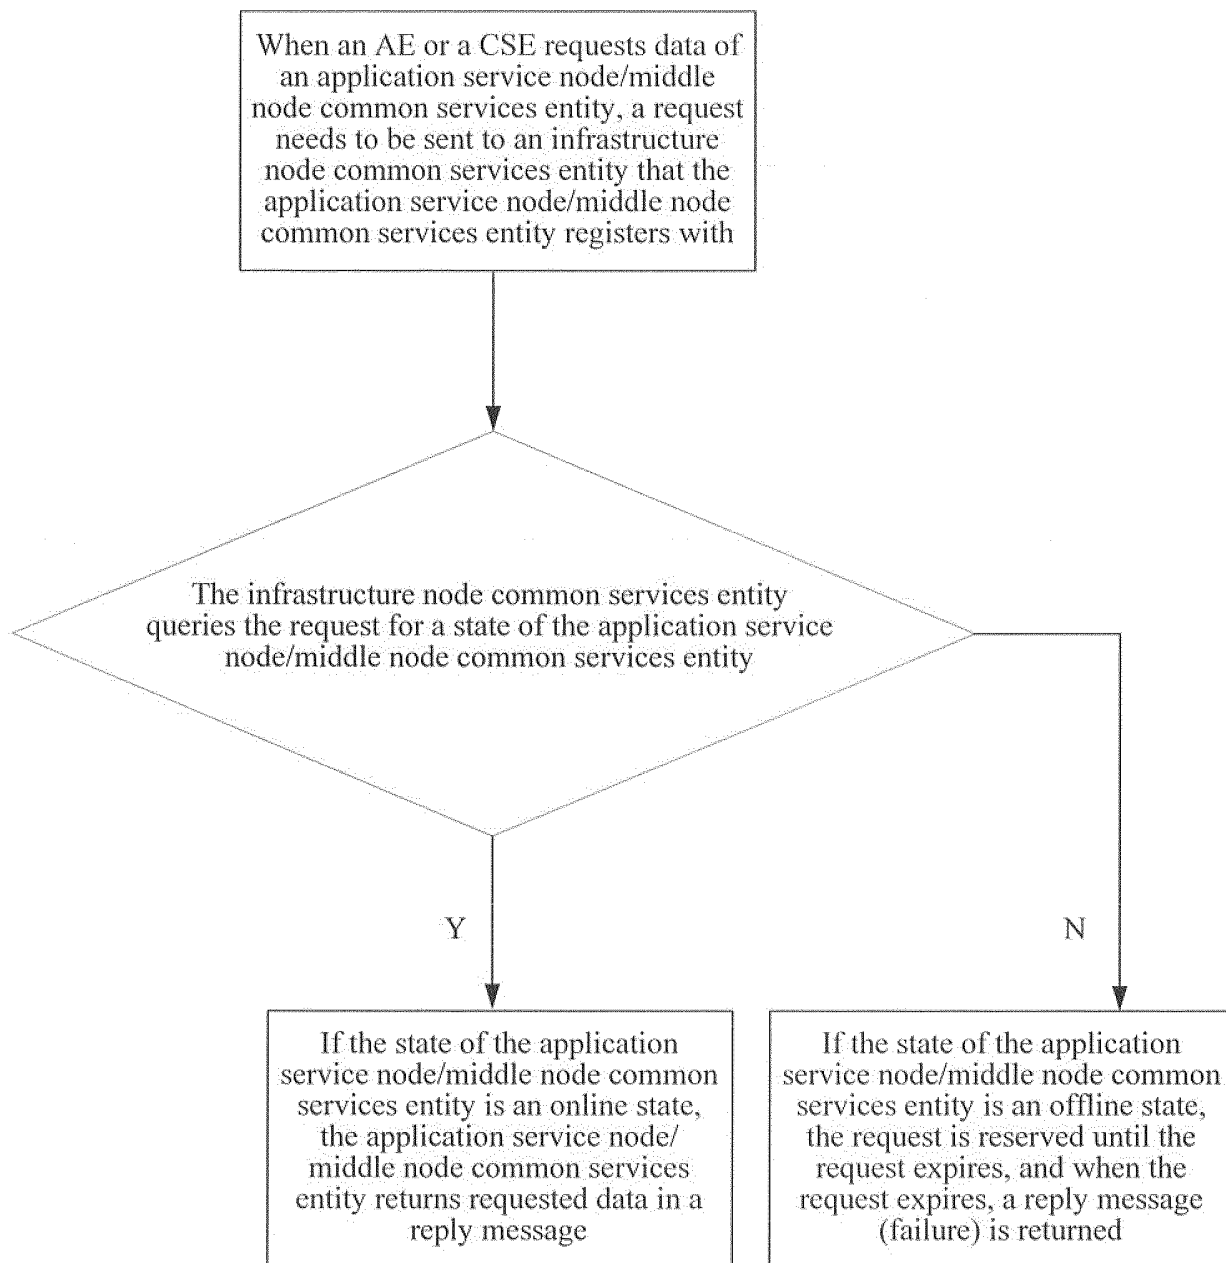 When an AE or a CSE requests data of
an application service node/middle
node common services entity, a request
needs to be sent to an infrastructure
node common services entity that the
application service node/middle node
common services entity registers with
The infrastructure node common services entity
queries the request for a state of the application service
node/middle node common services entity
Y
N
If the state of the application
service node/middle node common
services entity is an online state,
the application service node/
middle node common services
entity returns requested data in a
reply message
If the state of the application
service node/middle node common
services entity is an offline state,
the request is reserved until the
request expires, and when the
request expires, a reply message
(failure) is returned